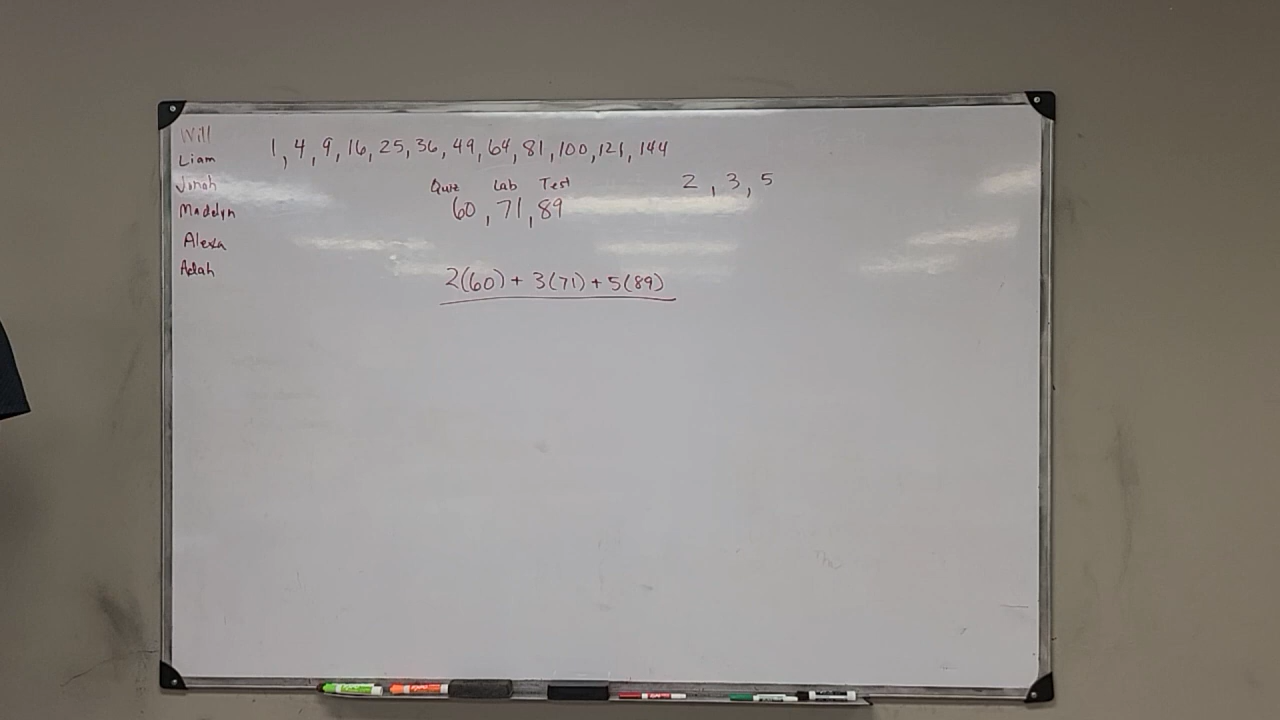 Will
Liam
Jonah
Madelyn
Alexa
Adah
1, 4, 9, 16, 25, 36, 49, 64, 81, 100, 121, 144
Quiz Lab Test
60, 71, 89
2, 3, 5
2(60) + 3(71) + 5(89)